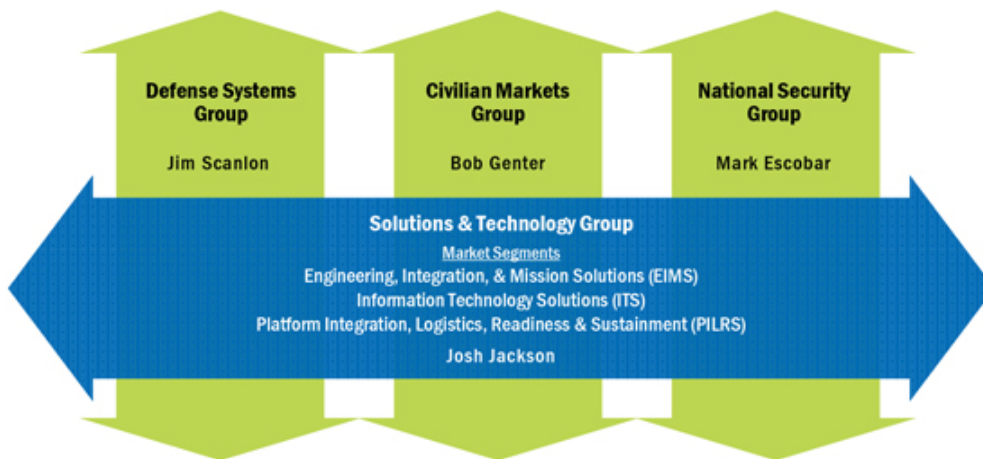 Defense Systems
Group
Jim Scanlon
Civilian Markets
Group
Bob Genter
National Security
Group
Mark Escobar
Solutions & Technology Group
Market Segments
Engineering, Integration, & Mission Solutions (EIMS)
Information Technology Solutions (ITS)
Platform Integration, Logistics, Readiness & Sustainment (PILRS)
Josh Jackson